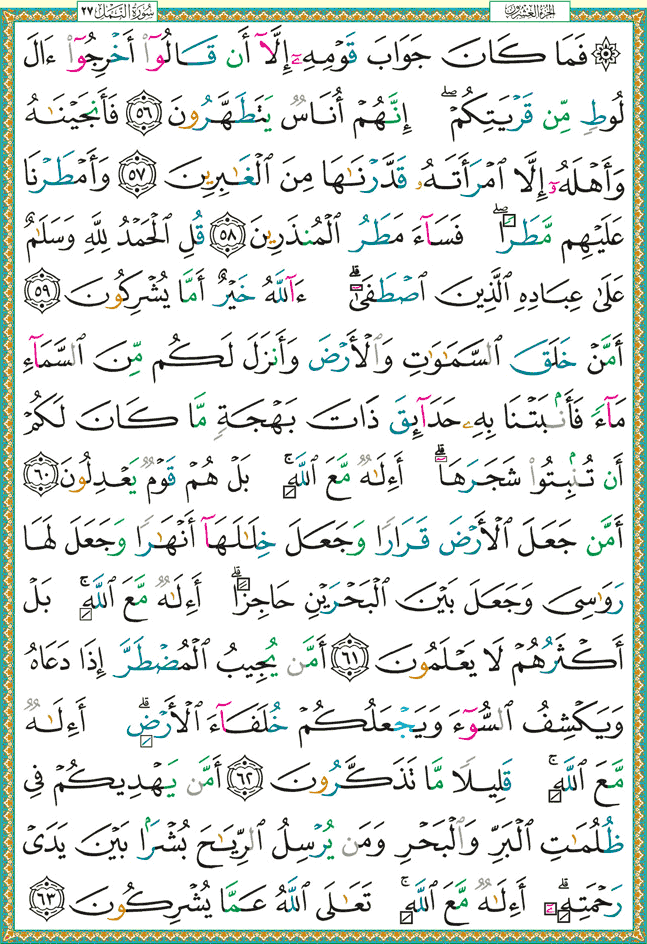 الجزء العشرون
سورة النمل ٢٧
۞ فَمَا كَانَ جَوَابَ قَوْمِهِۦٓ إِلَّآ أَن قَالُوٓا۟ أَخْرِجُوٓا۟ ءَالَ
لُوطٍ مِّن قَرْيَتِكُمْ ۖ إِنَّهُمْ أُنَاسٌ يَتَطَهَّرُونَ ٥٦ فَأَنجَيْنَـٰهُ
وَأَهْلَهُۥٓ إِلَّا ٱمْرَأَتَهُۥ قَدَّرْنَـٰهَا مِنَ ٱلْغَـٰبِرِينَ ٥٧ وَأَمْطَرْنَا
عَلَيْهِم مَّطَرًا ۖ فَسَآءَ مَطَرُ ٱلْمُنذَرِينَ ٥٨ قُلِ ٱلْحَمْدُ لِلَّهِ وَسَلَـٰمٌ
عَلَىٰ عِبَادِهِ ٱلَّذِينَ ٱصْطَفَىٰٓ ۗ ءَآللَّهُ خَيْرٌ أَمَّا يُشْرِكُونَ ٥٩
أَمَّنْ خَلَقَ ٱلسَّمَـٰوَٰتِ وَٱلْأَرْضَ وَأَنزَلَ لَكُم مِّنَ ٱلسَّمَآءِ
مَآءً فَأَنۢبَتْنَا بِهِۦ حَدَآئِقَ ذَاتَ بَهْجَةٍ مَّا كَانَ لَكُمْ
أَن تُنۢبِتُوا۟ شَجَرَهَآ ۗ أَءِلَـٰهٌ مَّعَ ٱللَّهِ ۚ بَلْ هُمْ قَوْمٌ يَعْدِلُونَ ٦٠
أَمَّن جَعَلَ ٱلْأَرْضَ قَرَارًا وَجَعَلَ خِلَـٰلَهَآ أَنْهَـٰرًا وَجَعَلَ لَهَا
رَوَٰسِىَ وَجَعَلَ بَيْنَ ٱلْبَحْرَيْنِ حَاجِزًا ۗ أَءِلَـٰهٌ مَّعَ ٱللَّهِ ۚ بَلْ
أَكْثَرُهُمْ لَا يَعْلَمُونَ ٦١ أَمَّن يُجِيبُ ٱلْمُضْطَرَّ إِذَا دَعَاهُ
وَيَكْشِفُ ٱلسُّوٓءَ وَيَجْعَلُكُمْ خُلَفَآءَ ٱلْأَرْضِ ۗ أَءِلَـٰهٌ
مَّعَ ٱللَّهِ ۚ قَلِيلًا مَّا تَذَكَّرُونَ ٦٢ أَمَّن يَهْدِيكُمْ فِى
ظُلُمَـٰتِ ٱلْبَرِّ وَٱلْبَحْرِ وَمَن يُرْسِلُ ٱلرِّيَـٰحَ بُشْرًۢا بَيْنَ يَدَىْ
رَحْمَتِهِۦٓ ۗ أَءِلَـٰهٌ مَّعَ ٱللَّهِ ۚ تَعَـٰلَى ٱللَّهُ عَمَّا يُشْرِكُونَ ٦٣